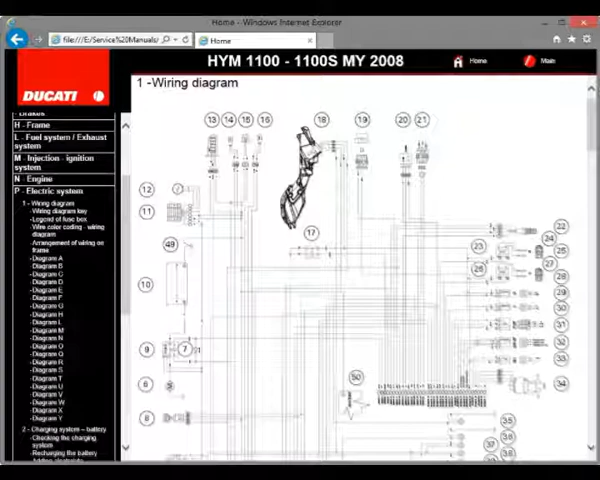 Home - Windows Internet Explorer
file:///E:/Service%20Manuals/
Home
DUCATI
HYM 1100 - 1100S MY 2008
Home
Main
Brakes
H - Frame
L - Fuel system / Exhaust
system
M - Injection - ignition
system
N - Engine
P - Electric system
1 - Wiring diagram
- Wiring diagram key
- Legend of fuse box
- Wire color coding - wiring
diagram
- Arrangement of wiring on
frame
- Diagram A
- Diagram B
- Diagram C
- Diagram D
- Diagram E
- Diagram F
- Diagram G
- Diagram H
- Diagram L
- Diagram M
- Diagram N
- Diagram O
- Diagram Q
- Diagram R
- Diagram S
- Diagram T
- Diagram U
- Diagram V
- Diagram W
- Diagram X
- Diagram Y
2 - Charging system - battery
- Checking the charging
system
- Recharging the battery
1 -Wiring diagram
13 14 15 16 18 19 20 21
12
11
17
22
24
23
25
49
27
26
28
10
29
30
31
9 7
32
33
6
50
34
8
35
36
37
38